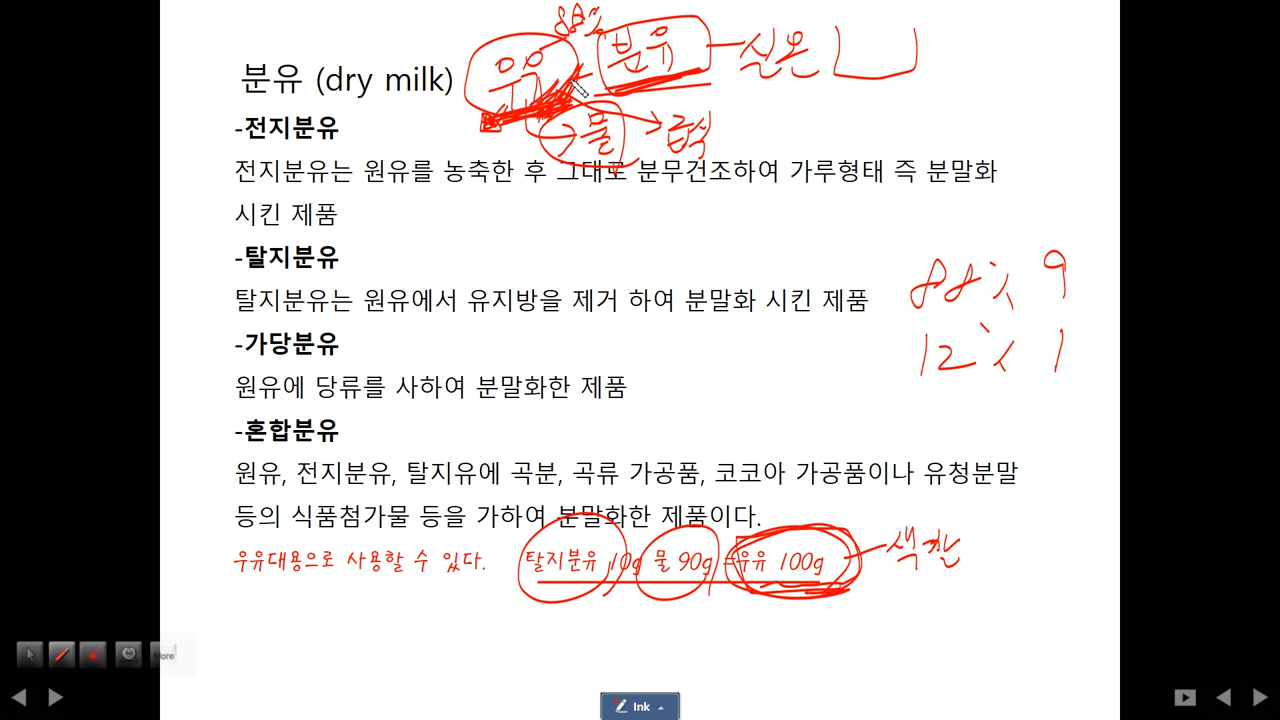 88%
우유 분유 실온
분유 (dry milk)
물 급식
-전지분유
전지분유는 원유를 농축한 후 그대로 분무건조하여 가루형태 즉 분말화
시킨 제품
-탈지분유
탈지분유는 원유에서 유지방을 제거 하여 분말화 시킨 제품
88% 9
-가당분유
12% 1
원유에 당류를 사하여 분말화한 제품
-혼합분유
원유, 전지분유, 탈지유에 곡분, 곡류 가공품, 코코아 가공품이나 유청분말
등의 식품첨가물 등을 가하여 분말화한 제품이다.
우유대용으로 사용할 수 있다. 탈지분유 10g 물 90g =우유 100g 색깔
More
Ink